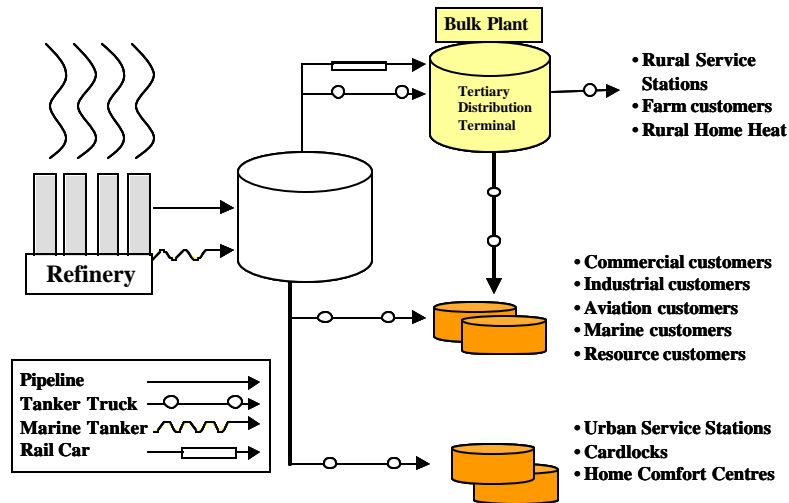 Bulk Plant
Tertiary
Distribution
Terminal
• Rural Service
Stations
• Farm customers
• Rural Home Heat
Refinery
• Commercial customers
• Industrial customers
• Aviation customers
• Marine customers
• Resource customers
Pipeline
Tanker Truck
Marine Tanker
Rail Car
• Urban Service Stations
• Cardlocks
• Home Comfort Centres